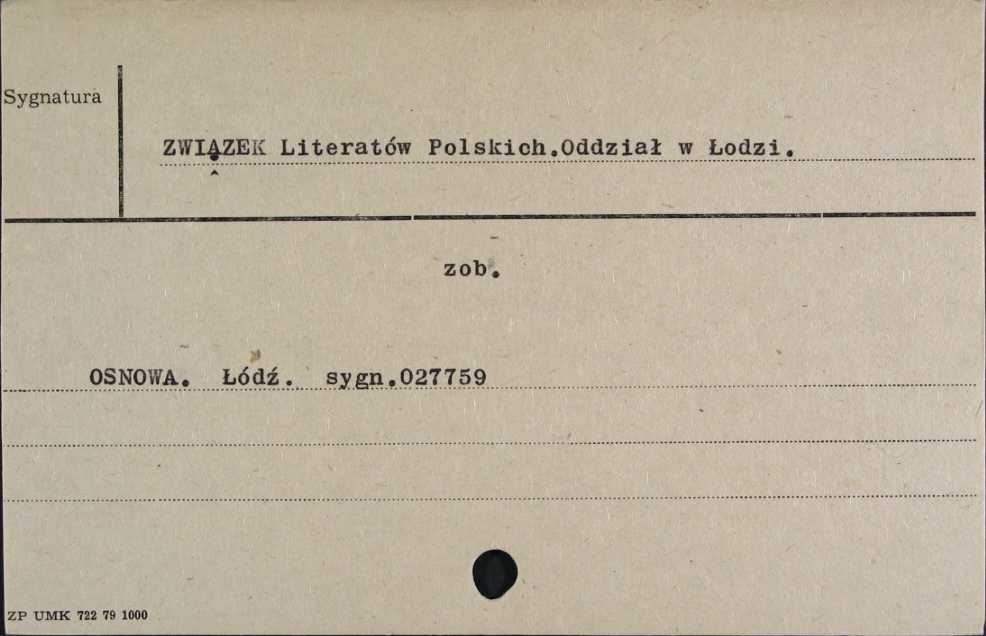 Sygnatura
ZWIĄZEK Literatów Polskich.Oddział w Łodzi.
zob.
OSNOWA. Łódź. sygn.027759
ZP UMK 722 79 1000